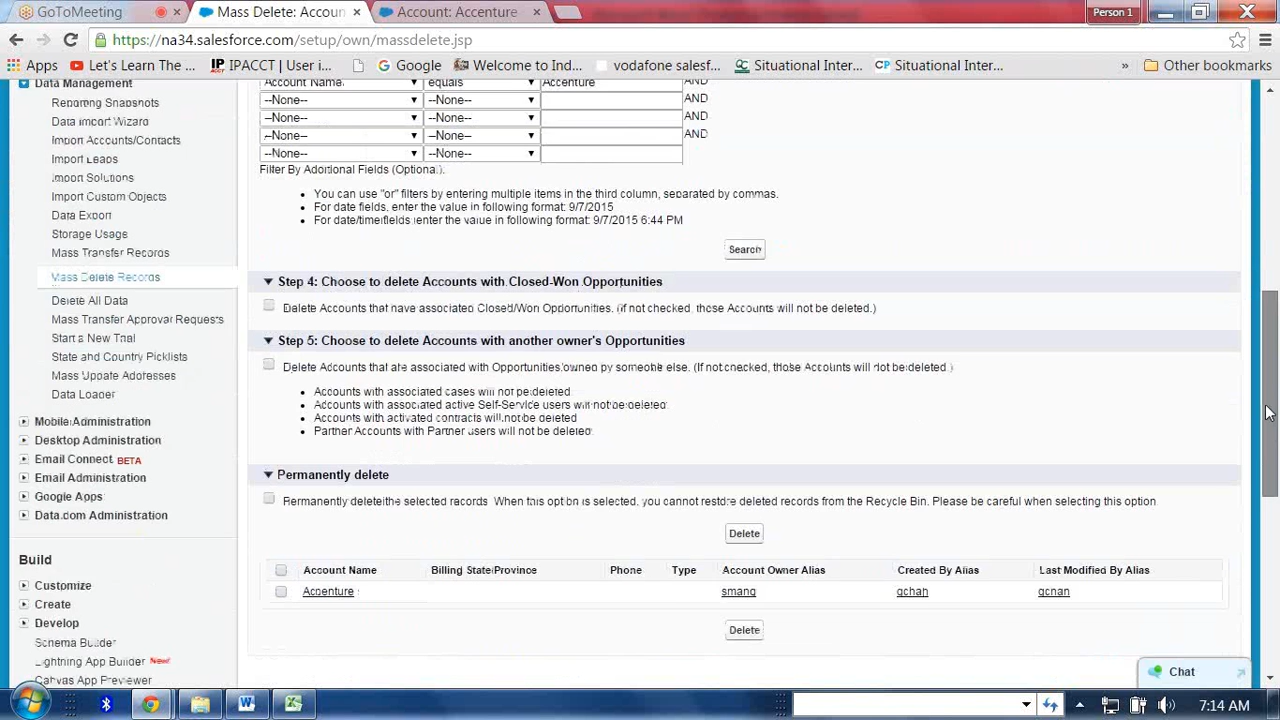 GoToMeeting
Mass Delete: Accoun
Account: Accenture
Person 1
https://na34.salesforce.com/setup/own/massdelete.jsp
Apps
Let's Learn The ...
IPACCT | User i...
Google
Welcome to Ind...
vodafone salesf...
Situational Inter...
CP Situational Inter...
» Other bookmarks
Data Management
Reporting Snapshots
Data Import Wizard
Import Accounts/Contacts
Import Leads
Import Solutions
Import Custom Objects
Data Export
Storage Usage
Mass Transfer Records
Mass Delete Records
Delete All Data
Mass Transfer Approval Requests
Start a New Trial
State and Country Picklists
Mass Update Addresses
Data Loader
Mobile Administration
Desktop Administration
Email Connect BETA
Email Administration
Google Apps
Data.com Administration
Build
Customize
Create
Develop
Schema Builder
Lightning App Builder New!
Canvas App Previewer
Account Name equals Accenture AND
--None-- --None-- AND
--None-- --None-- AND
--None-- --None-- AND
--None-- --None--
Filter By Additional Fields (Optional):
• You can use "or" filters by entering multiple items in the third column, separated by commas.
• For date fields, enter the value in following format: 9/7/2015
• For date/time fields, enter the value in following format: 9/7/2015 6:44 PM
Search
Step 4: Choose to delete Accounts with Closed-Won Opportunities
Delete Accounts that have associated Closed/Won Opportunities. (if not checked, those Accounts will not be deleted.)
Step 5: Choose to delete Accounts with another owner's Opportunities
Delete Accounts that are associated with Opportunities owned by someone else. (If not checked, those Accounts will not be deleted.)
• Accounts with associated cases will not be deleted
• Accounts with associated active Self-Service users will not be deleted
• Accounts with activated contracts will not be deleted
• Partner Accounts with Partner users will not be deleted.
Permanently delete
Permanently delete the selected records. When this option is selected, you cannot restore deleted records from the Recycle Bin. Please be careful when selecting this option
Delete
Account Name Billing State/Province Phone Type Account Owner Alias Created By Alias Last Modified By Alias
Accenture smang gchah gchah
Delete
Chat
7:14 AM